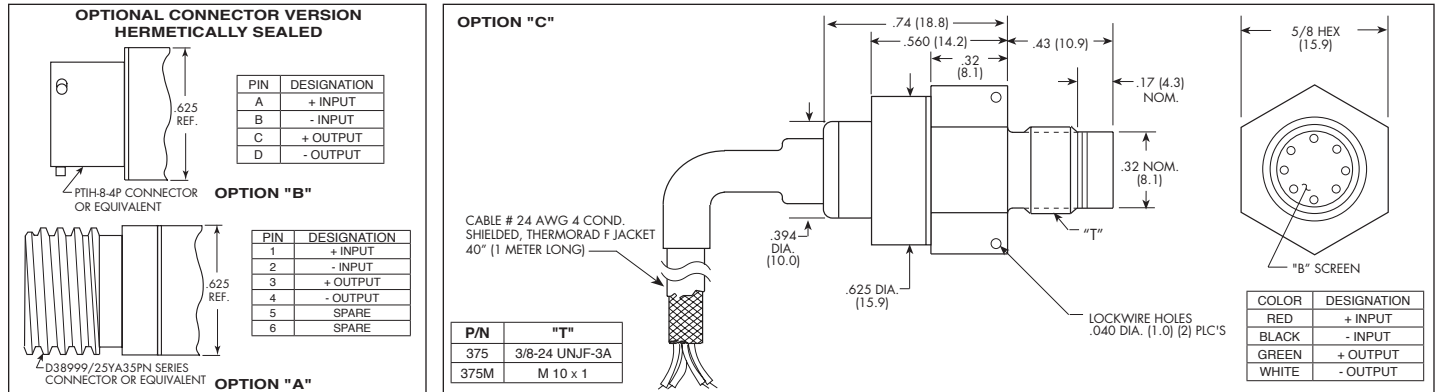 OPTIONAL CONNECTOR VERSION
HERMETICALLY SEALED
.625
REF.
PIN DESIGNATION
A + INPUT
B - INPUT
C + OUTPUT
D - OUTPUT
PTIH-8-4P CONNECTOR
OR EQUIVALENT
OPTION "B"
.625
REF.
PIN DESIGNATION
1 + INPUT
2 - INPUT
3 + OUTPUT
4 - OUTPUT
5 SPARE
6 SPARE
D38999/25YA35PN SERIES
CONNECTOR OR EQUIVALENT
OPTION "A"
OPTION "C"
.74 (18.8)
.560 (14.2)
.43 (10.9)
.32
(8.1)
.17 (4.3)
NOM.
.32 NOM.
(8.1)
"T"
CABLE # 24 AWG 4 COND.
SHIELDED, THERMORAD F JACKET
40" (1 METER LONG)
.394
DIA.
(10.0)
.625 DIA.
(15.9)
LOCKWIRE HOLES
.040 DIA. (1.0) (2) PLC'S
P/N "T"
375 3/8-24 UNJF-3A
375M M 10 x 1
5/8 HEX
(15.9)
"B" SCREEN
COLOR DESIGNATION
RED + INPUT
BLACK - INPUT
GREEN + OUTPUT
WHITE - OUTPUT